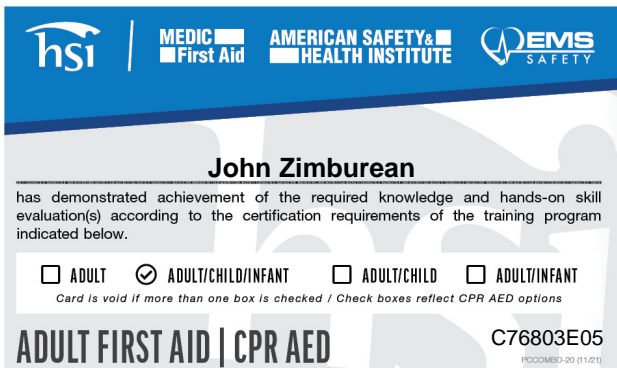 hsi
MEDIC First Aid
AMERICAN SAFETY& HEALTH INSTITUTE
EMS SAFETY
John Zimburean
has demonstrated achievement of the required knowledge and hands-on skill
evaluation(s) according to the certification requirements of the training program
indicated below.
ADULT ADULT/CHILD/INFANT ADULT/CHILD ADULT/INFANT
Card is void if more than one box is checked / Check boxes reflect CPR AED options
ADULT FIRST AID | CPR AED
C76803E05
PCCOMBO-20 (11/21)